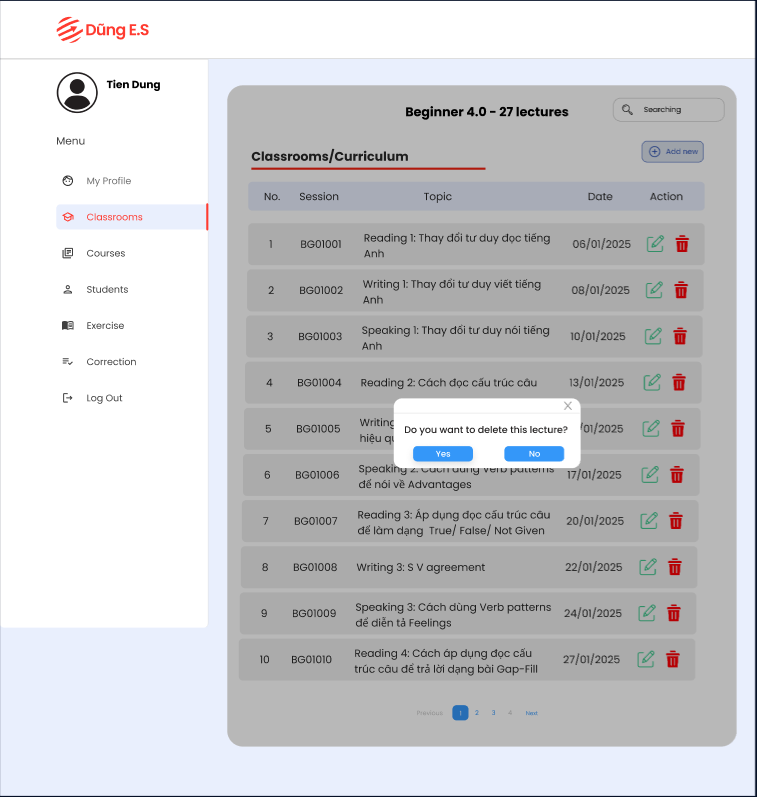 Dũng E.S
Tien Dung
Menu
My Profile
Classrooms
Courses
Students
Exercise
Correction
Log Out
Beginner 4.0 - 27 lectures
Searching
Classrooms/Curriculum
Add new
No. Session Topic Date Action
1 BG01001 Reading 1: Thay đổi tư duy đọc tiếng 06/01/2025
Anh
2 BG01002 Writing 1: Thay đổi tư duy viết tiếng 08/01/2025
Anh
3 BG01003 Speaking 1: Thay đổi tư duy nói tiếng 10/01/2025
Anh
4 BG01004 Reading 2: Cách đọc cấu trúc câu 13/01/2025
5 BG01005 Writing /01/2025
hiệu
X
Do you want to delete this lecture?
Yes No
6 BG01006 Speaking 2: Cách dùng Verb patterns 17/01/2025
để nói về Advantages
7 BG01007 Reading 3: Áp dụng đọc cấu trúc câu 20/01/2025
để làm dạng True/ False/ Not Given
8 BG01008 Writing 3: S V agreement 22/01/2025
9 BG01009 Speaking 3: Cách dùng Verb patterns 24/01/2025
để diễn tả Feelings
10 BG01010 Reading 4: Cách áp dụng đọc cấu 27/01/2025
trúc câu để trả lời dạng bài Gap-Fill
Previous 1 2 3 4 Next